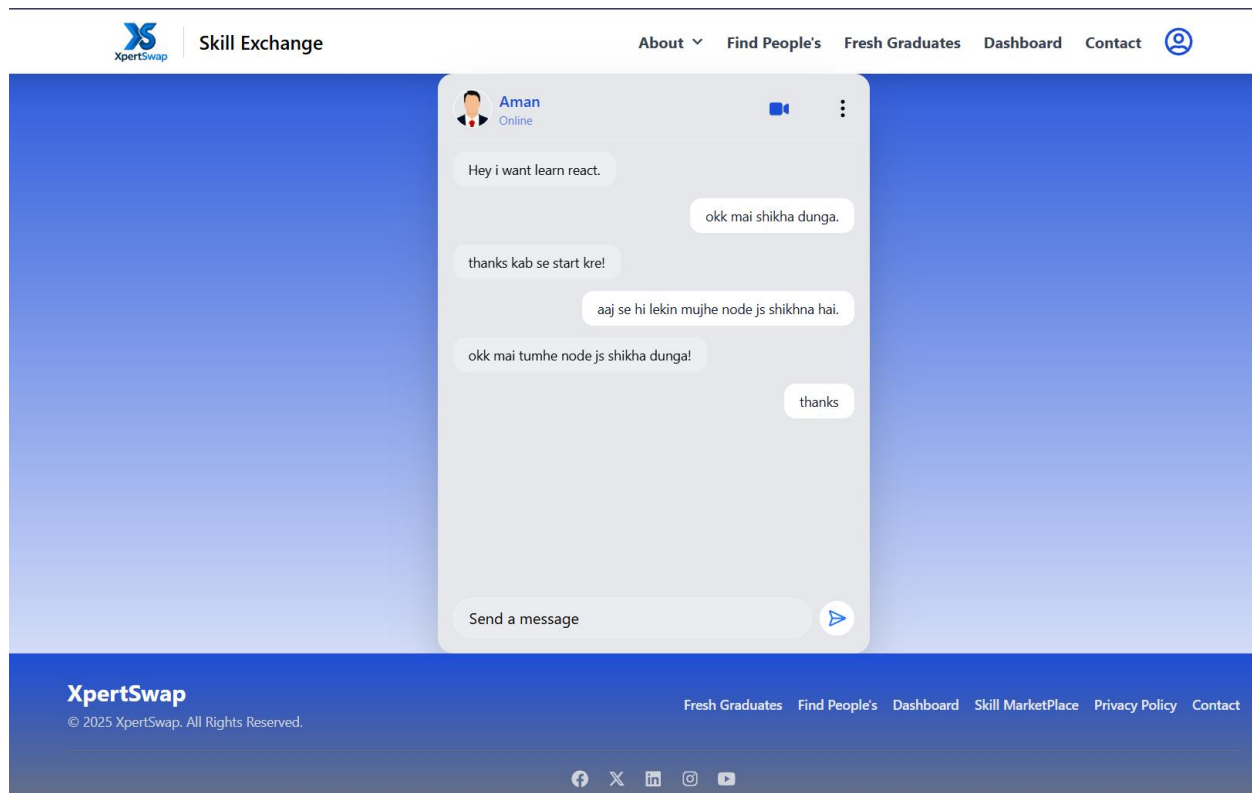 XS
XpertSwap
Skill Exchange
About Find People's Fresh Graduates Dashboard Contact
Aman
Online
Hey i want learn react.
okk mai shikha dunga.
thanks kab se start kre!
aaj se hi lekin mujhe node js shikhna hai.
okk mai tumhe node js shikha dunga!
thanks
Send a message
XpertSwap
© 2025 XpertSwap. All Rights Reserved.
Fresh Graduates Find People's Dashboard Skill MarketPlace Privacy Policy Contact